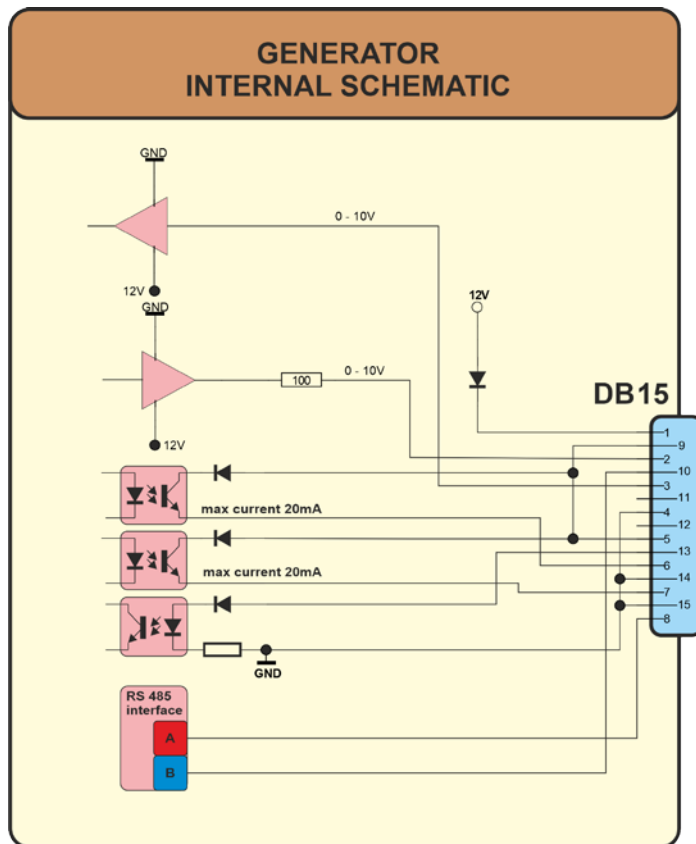 GENERATOR
INTERNAL SCHEMATIC
GND
0 - 10V
12V
GND
12V
100
0 - 10V
12V
DB15
1
9
2
10
3
11
4
12
5
13
6
14
7
15
8
max current 20mA
max current 20mA
GND
RS 485
interface
A
B